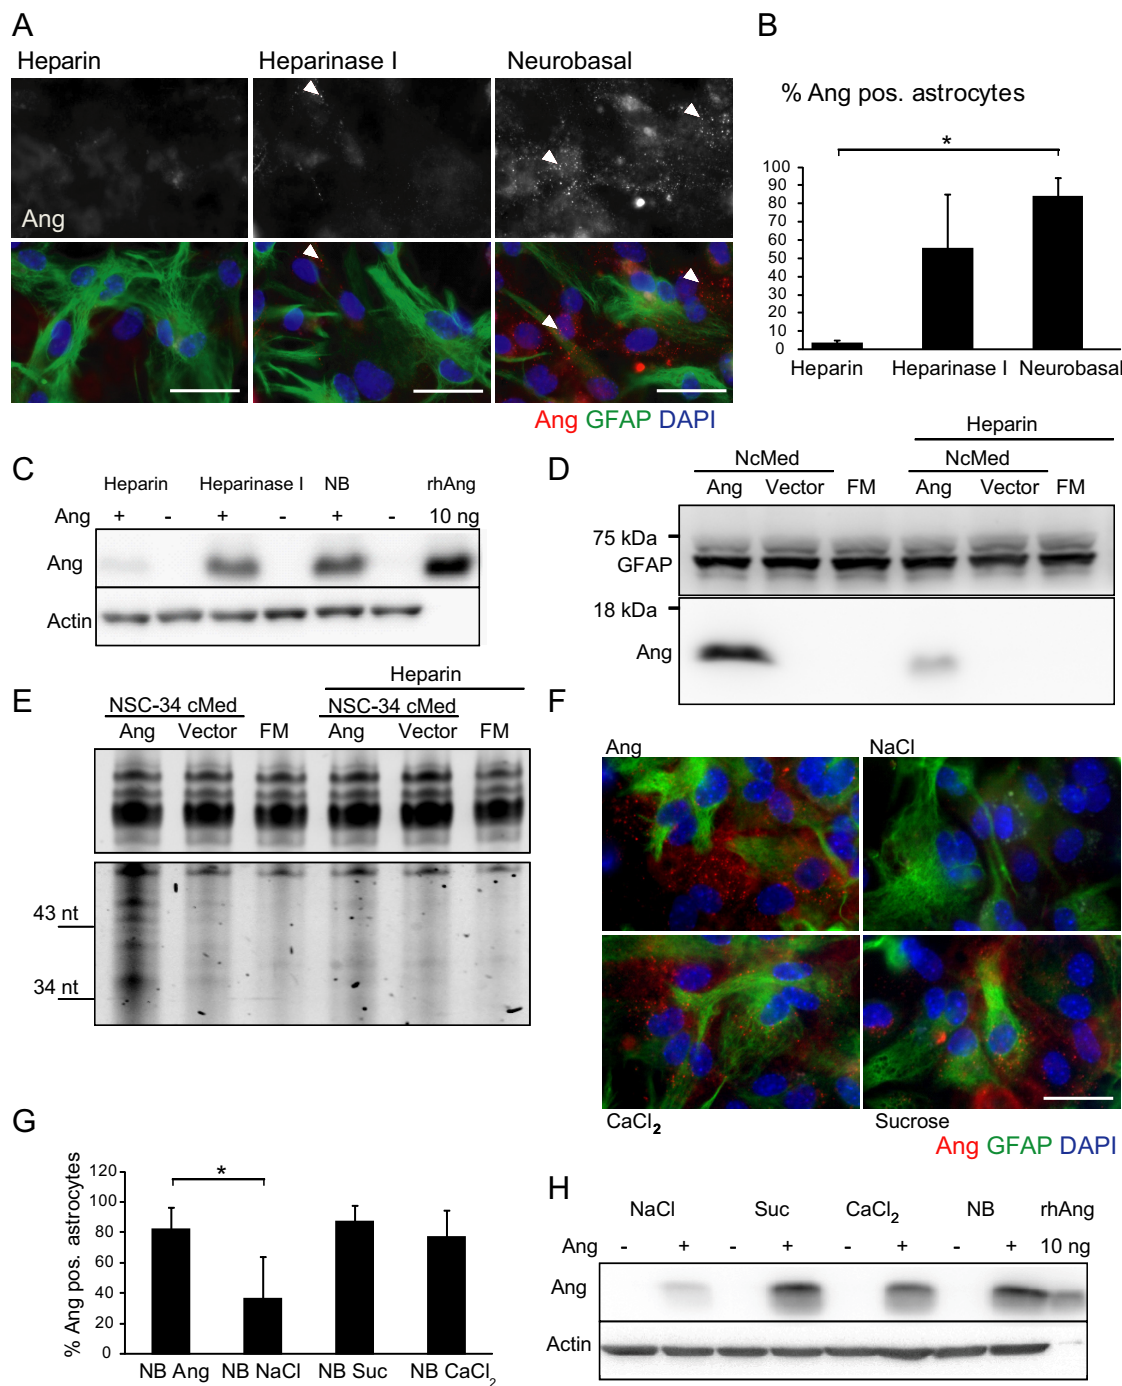 A
Heparin
Heparinase I
Neurobasal
Ang
Ang GFAP DAPI
B
% Ang pos. astrocytes
*
100
90
80
70
60
50
40
30
20
10
0
Heparin Heparinase I Neurobasal
C
Heparin Heparinase I NB rhAng
Ang + - + - + - 10 ng
Ang
Actin
D
Heparin
NcMed NcMed
Ang Vector FM Ang Vector FM
75 kDa
GFAP
18 kDa
Ang
E
Heparin
NSC-34 cMed NSC-34 cMed
Ang Vector FM Ang Vector FM
43 nt
34 nt
F
Ang NaCl
CaCl₂ Sucrose
Ang GFAP DAPI
G
% Ang pos. astrocytes
*
120
100
80
60
40
20
0
NB Ang NB NaCl NB Suc NB CaCl₂
H
NaCl Suc CaCl₂ NB rhAng
Ang - + - + - + - + 10 ng
Ang
Actin